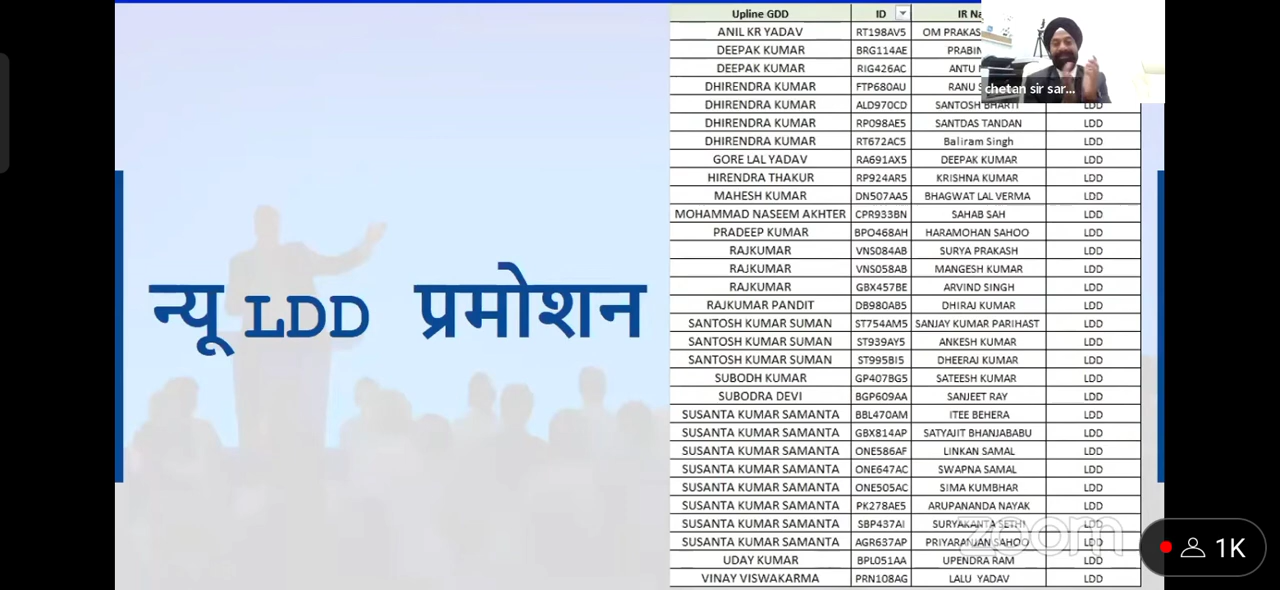 न्यू LDD प्रमोशन
Upline GDD ID IR
ANIL KR YADAV RT198AV5 OM
DEEPAK KUMAR BRG114AE
DEEPAK KUMAR RIG426AC ANTU
DHIRENDRA KUMAR FTP680AU RANU
DHIRENDRA KUMAR ALD970CD SANTOSH BHARTI LDD
DHIRENDRA KUMAR RP098AE5 SANTDAS TANDAN LDD
DHIRENDRA KUMAR RT672AC5 Baliram Singh LDD
GORE LAL YADAV RA691AX5 DEEPAK KUMAR LDD
HIRENDRA THAKUR RP924AR5 KRISHNA KUMAR LDD
MAHESH KUMAR DN507AA5 BHAGWAT LAL VERMA LDD
MOHAMMAD NASEEM AKHTER CPR933BN SAHAB SAH LDD
PRADEEP KUMAR BPO468AH HARAMOHAN SAHOO LDD
RAJKUMAR VNS084AB SURYA PRAKASH LDD
RAJKUMAR VNS058AB MANGESH KUMAR LDD
RAJKUMAR GBX457BE ARVIND SINGH LDD
RAJKUMAR PANDIT DB980AB5 DHIRAJ KUMAR LDD
SANTOSH KUMAR SUMAN ST754AM5 SANJAY KUMAR PARIHAST LDD
SANTOSH KUMAR SUMAN ST939AY5 ANKESH KUMAR LDD
SANTOSH KUMAR SUMAN ST995BI5 DHEERAJ KUMAR LDD
SUBODH KUMAR GP407BG5 SATEESH KUMAR LDD
SUBODRA DEVI BGP609AA SANJEET RAY LDD
SUSANTA KUMAR SAMANTA BBL470AM ITEE BEHERA LDD
SUSANTA KUMAR SAMANTA GBX814AP SATYAJIT BHANJABABU LDD
SUSANTA KUMAR SAMANTA ONE586AF LINKAN SAMAL LDD
SUSANTA KUMAR SAMANTA ONE647AC SWAPNA SAMAL LDD
SUSANTA KUMAR SAMANTA ONE505AC SIMA KUMBHAR LDD
SUSANTA KUMAR SAMANTA PK278AE5 ARUPANANDA NAYAK LDD
SUSANTA KUMAR SAMANTA SBP437AI SURYAKANTA SETHI LDD
SUSANTA KUMAR SAMANTA AGR637AP PRIYARANJAN SAHOO LDD
UDAY KUMAR BPL051AA UPENDRA RAM LDD
VINAY VISWAKARMA PRN108AG LALU YADAV LDD
chetan sir sar...
zoom
1K